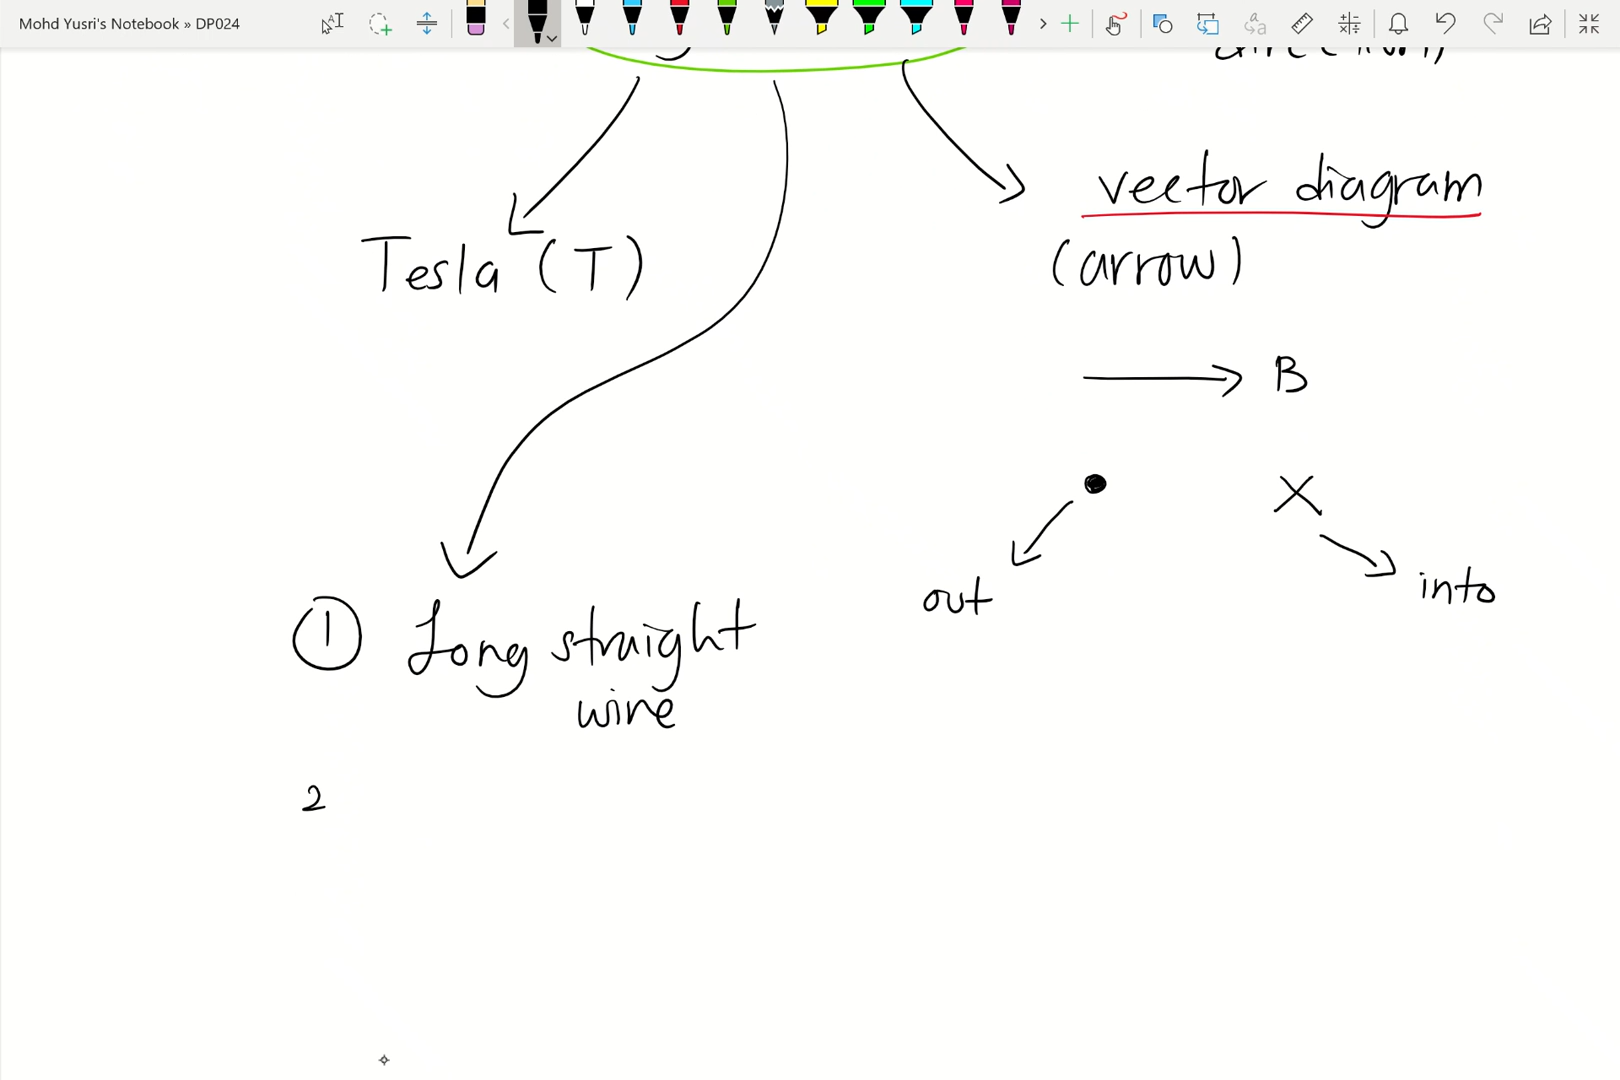 Mohd Yusri's Notebook » DP024
vector diagram
Tesla (T)
(arrow)
B
X
out
into
1 Long straight
wire
2